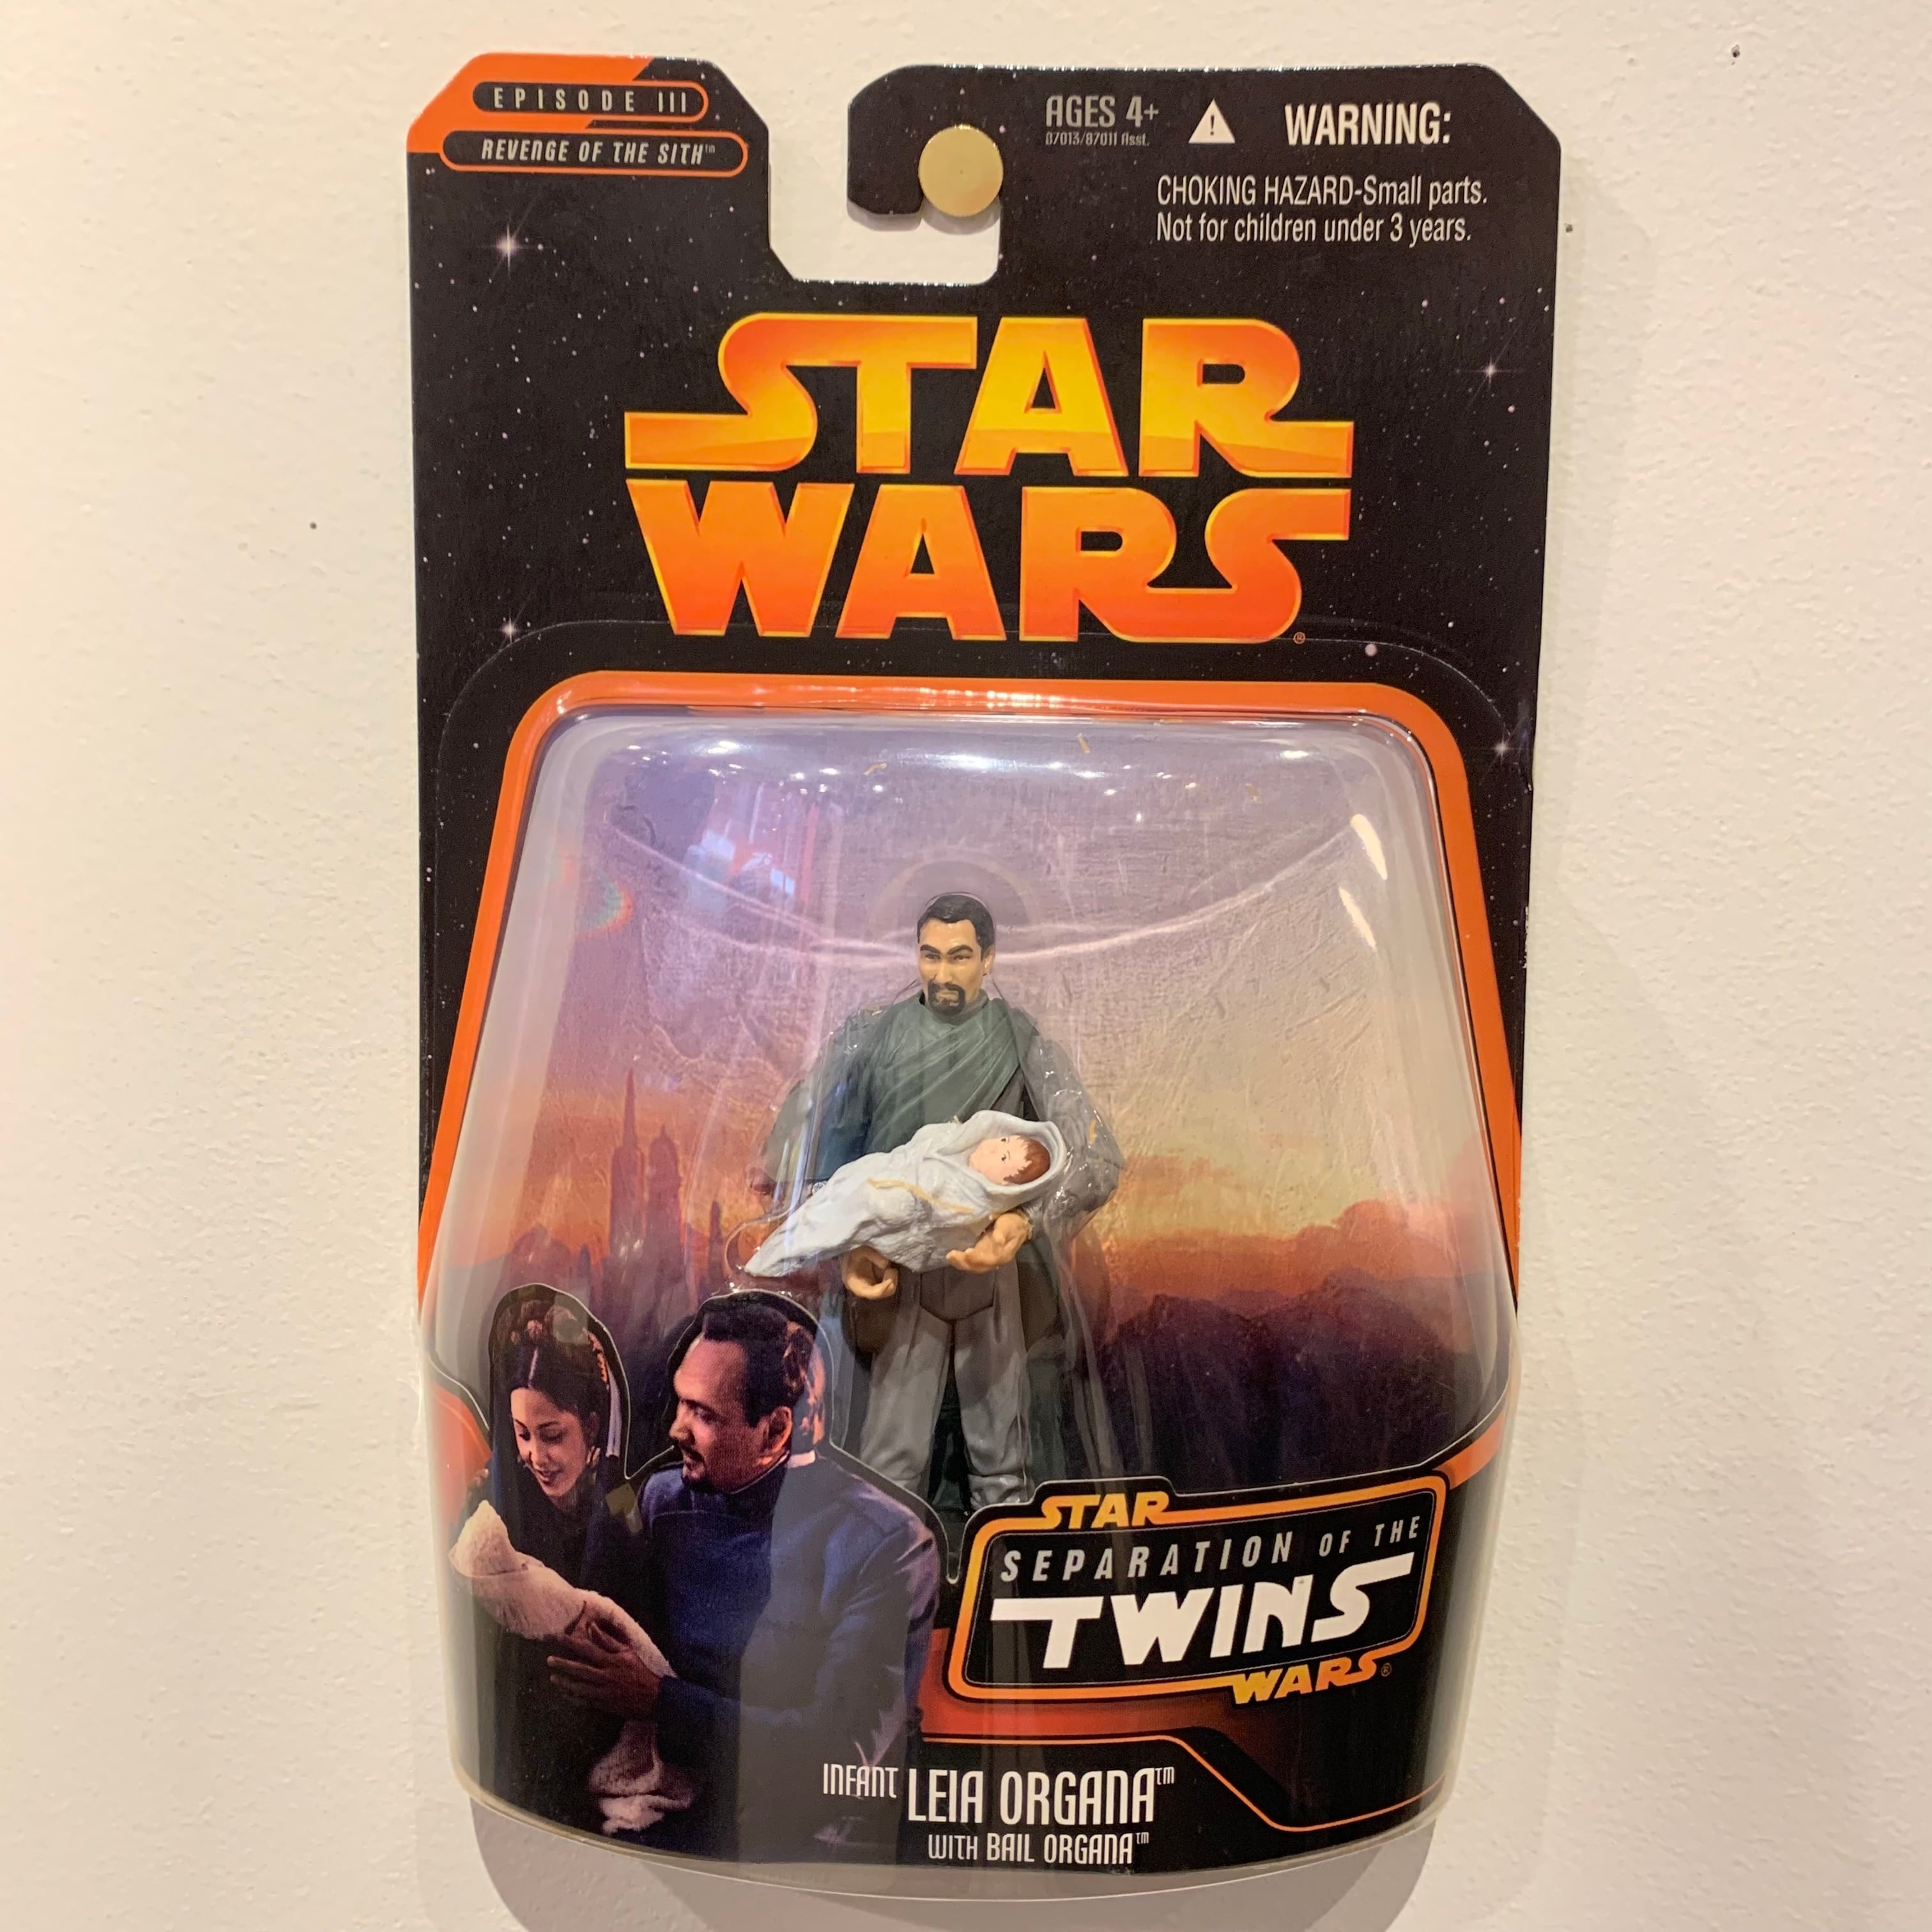 EPISODE III
REVENGE OF THE SITH™
AGES 4+
87013/87011 Asst.
WARNING:
CHOKING HAZARD-Small parts.
Not for children under 3 years.
STAR
WARS®
STAR
SEPARATION OF THE
TWINS
WARS®
INFANT LEIA ORGANA™
WITH BAIL ORGANA™